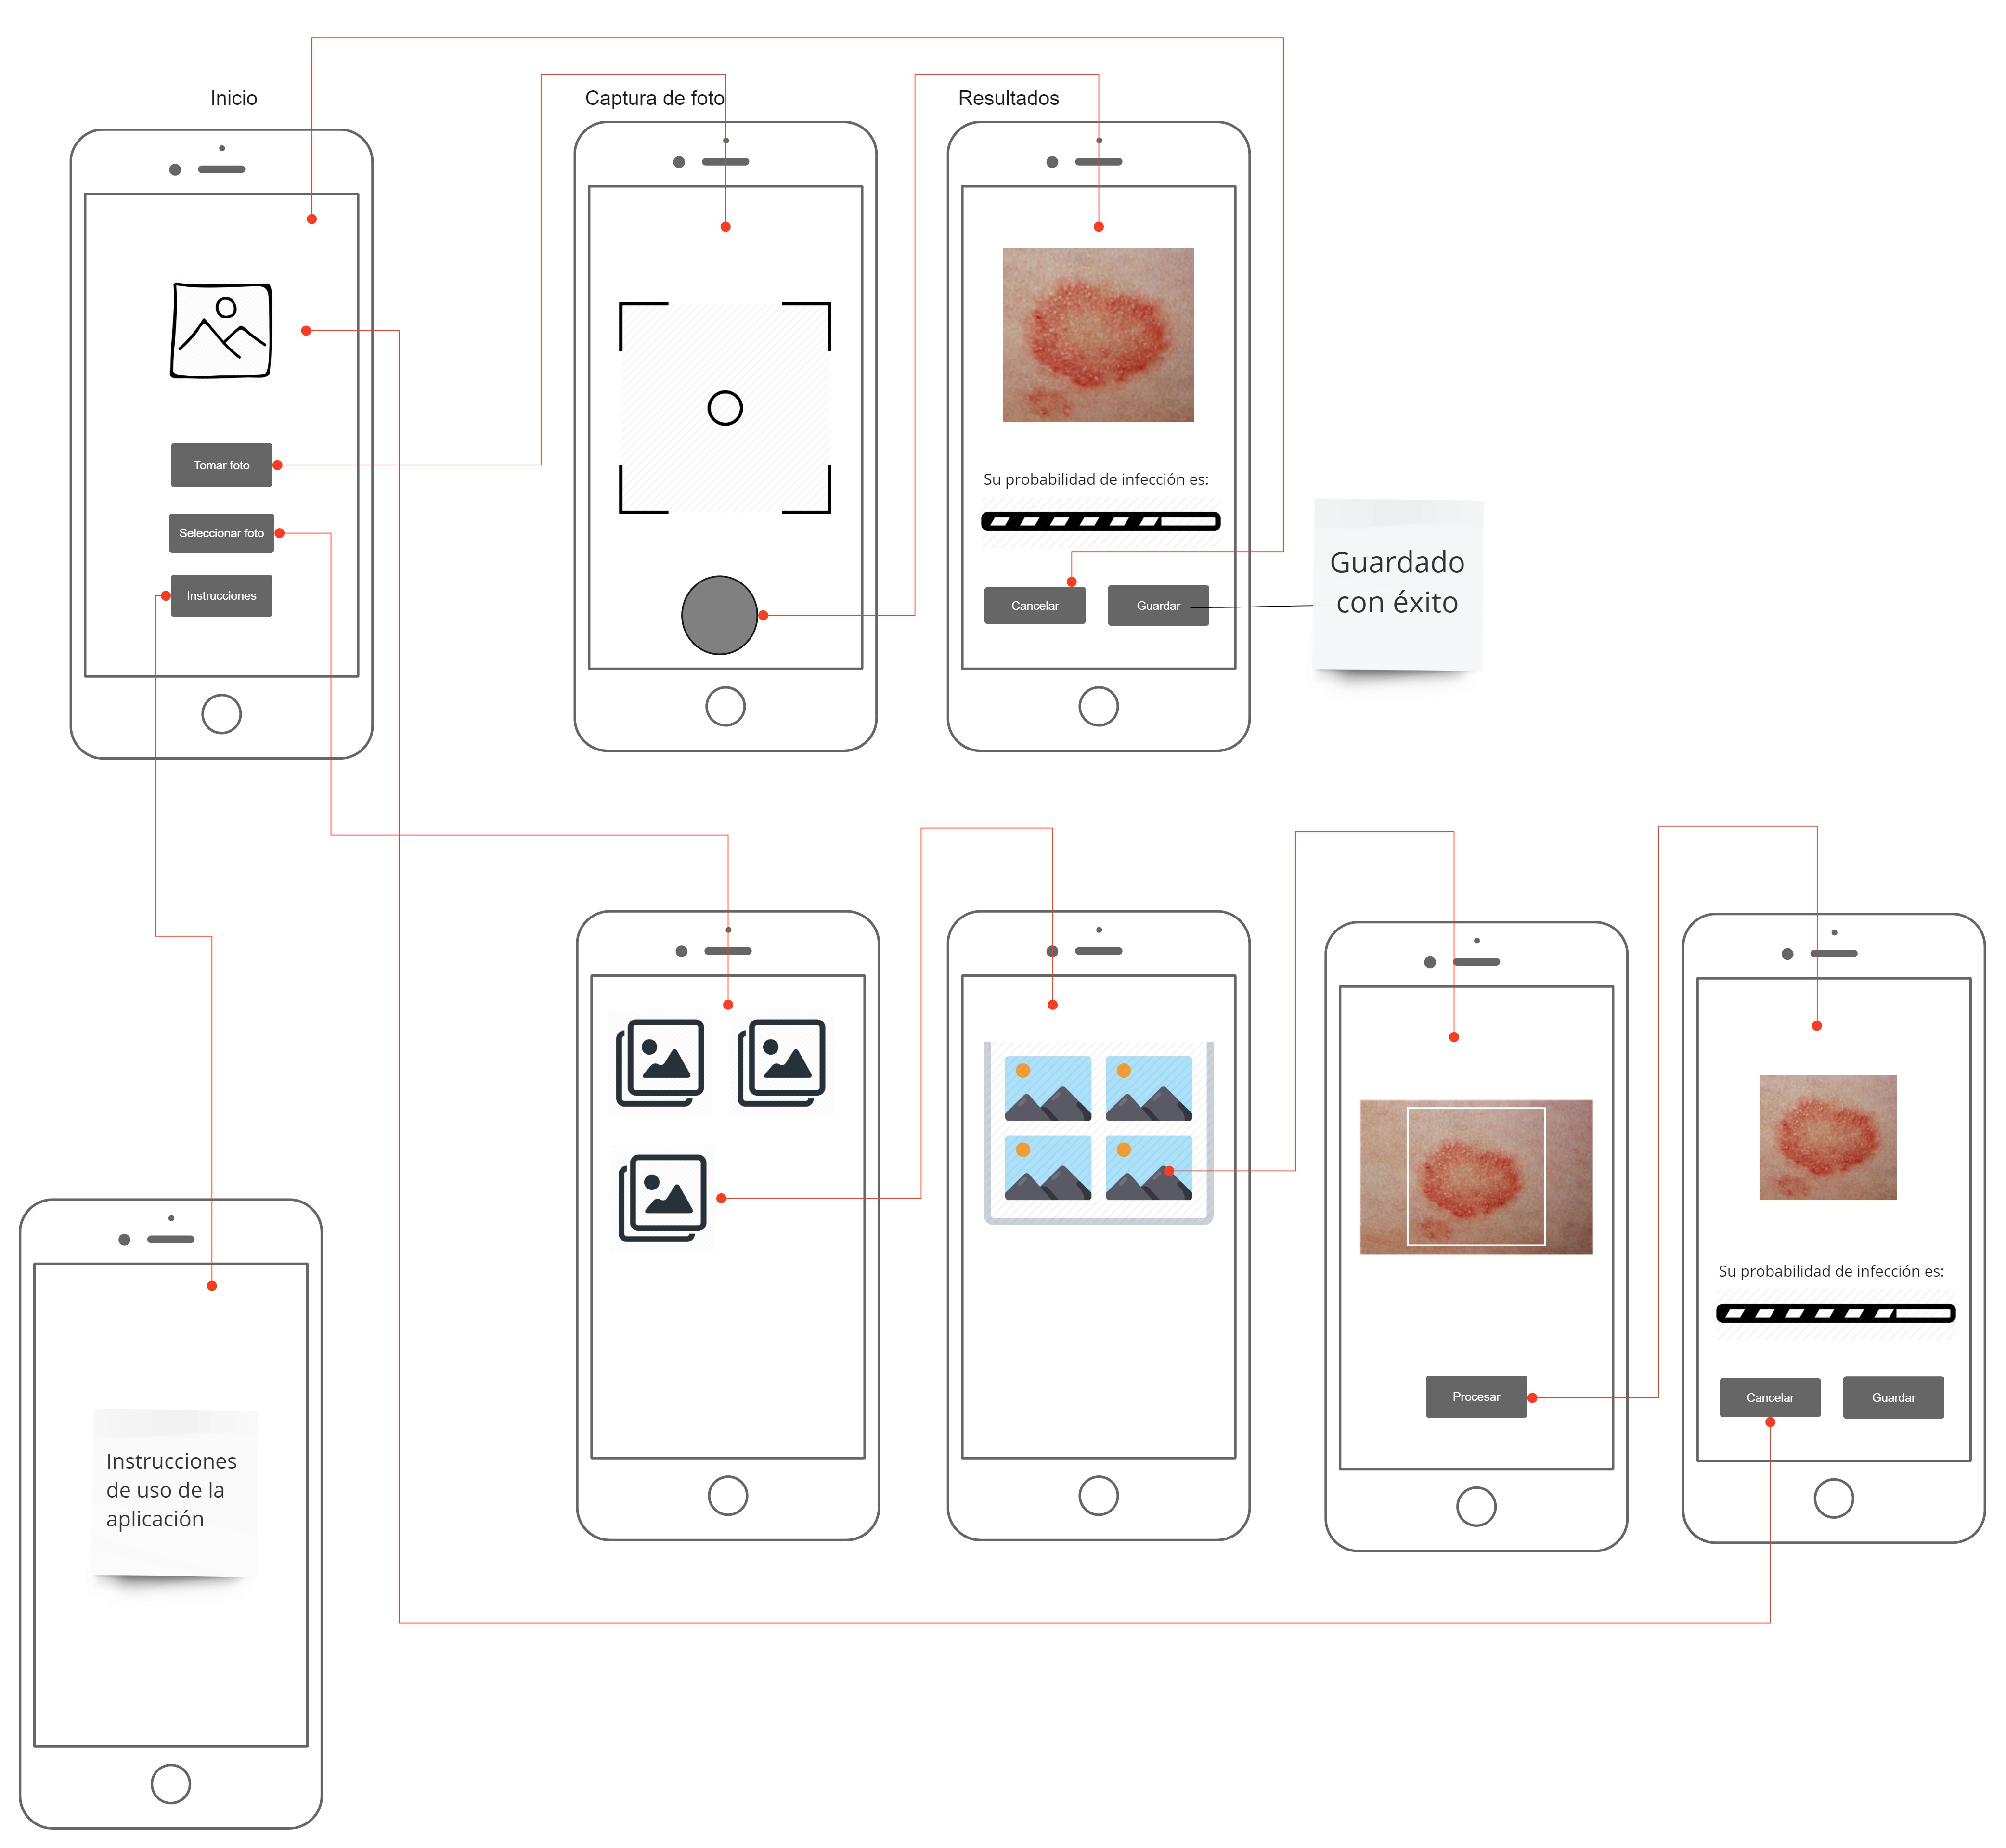 Inicio
Captura de foto
Resultados
Tomar foto
Seleccionar foto
Instrucciones
Su probabilidad de infección es:
Cancelar
Guardar
Guardado
con éxito
Procesar
Su probabilidad de infección es:
Cancelar
Guardar
Instrucciones
de uso de la
aplicación